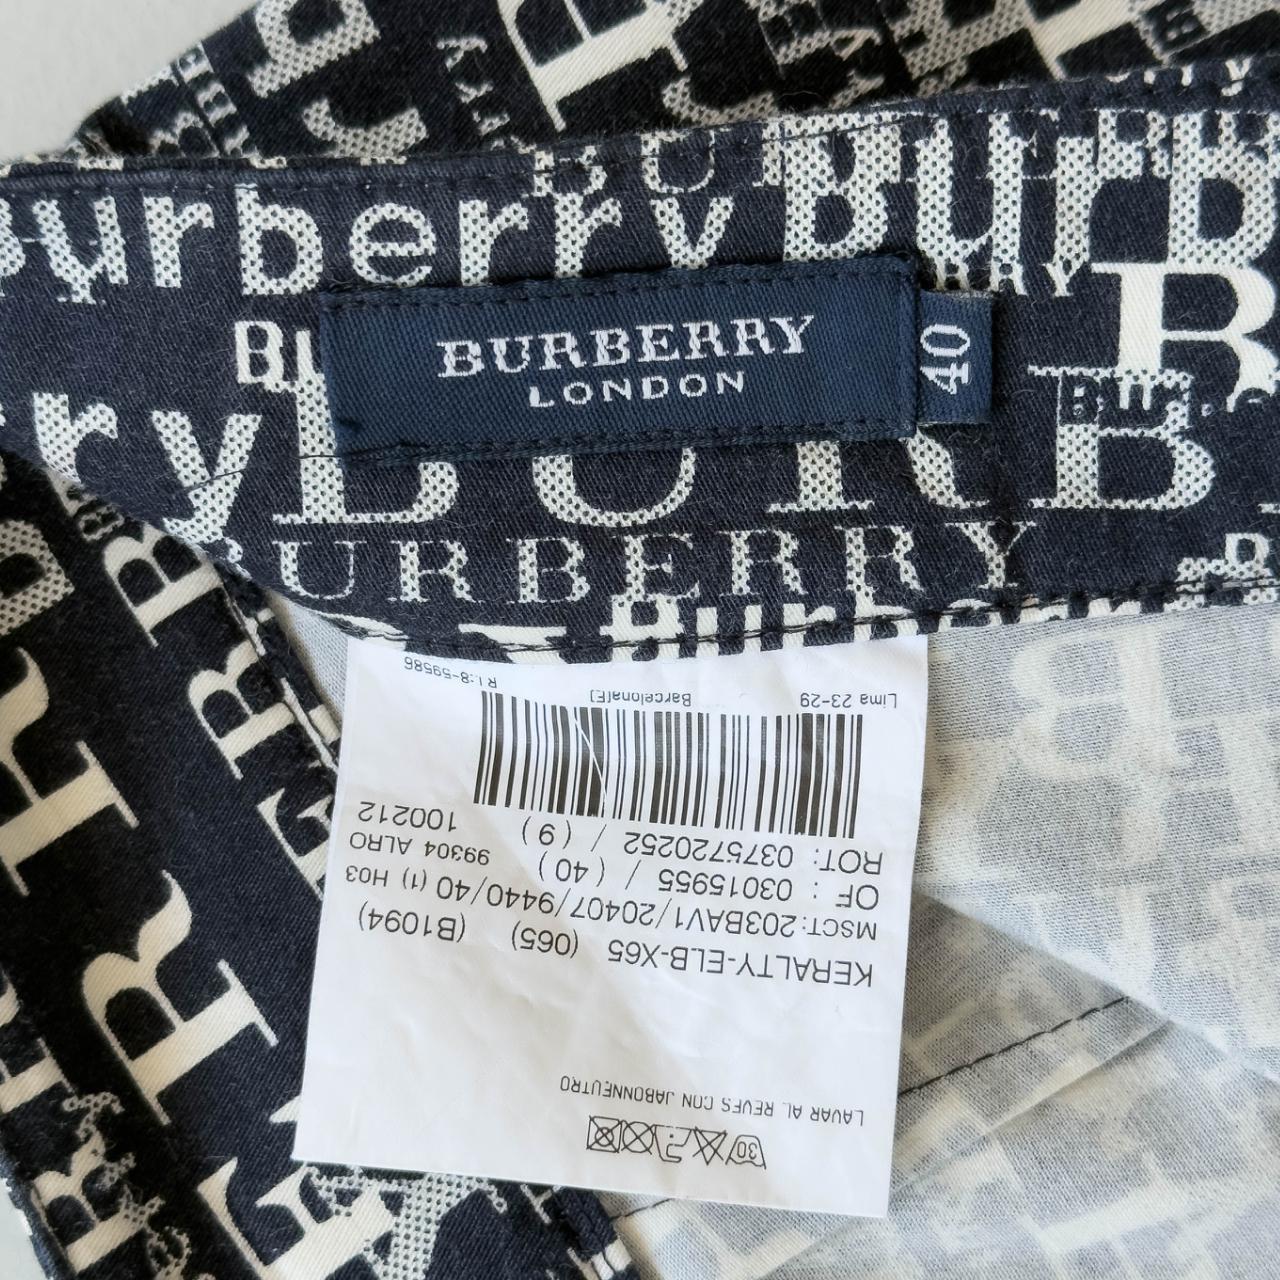 Burberry Bur B
BURBERRY
LONDON
40
BURBERRY
Lima 23-29 Barcelona[E] R I.:8-59586
ROT: 0375720252 / (9) 100212
OF : 03015955 / (40) 99304 ALRO
MSCT:203BAV1/20407/9440/40 (1) H03
KERALTY-ELB-X65 (065) (B1094)
LAVAR AL REVES CON JABONNEUTRO
30